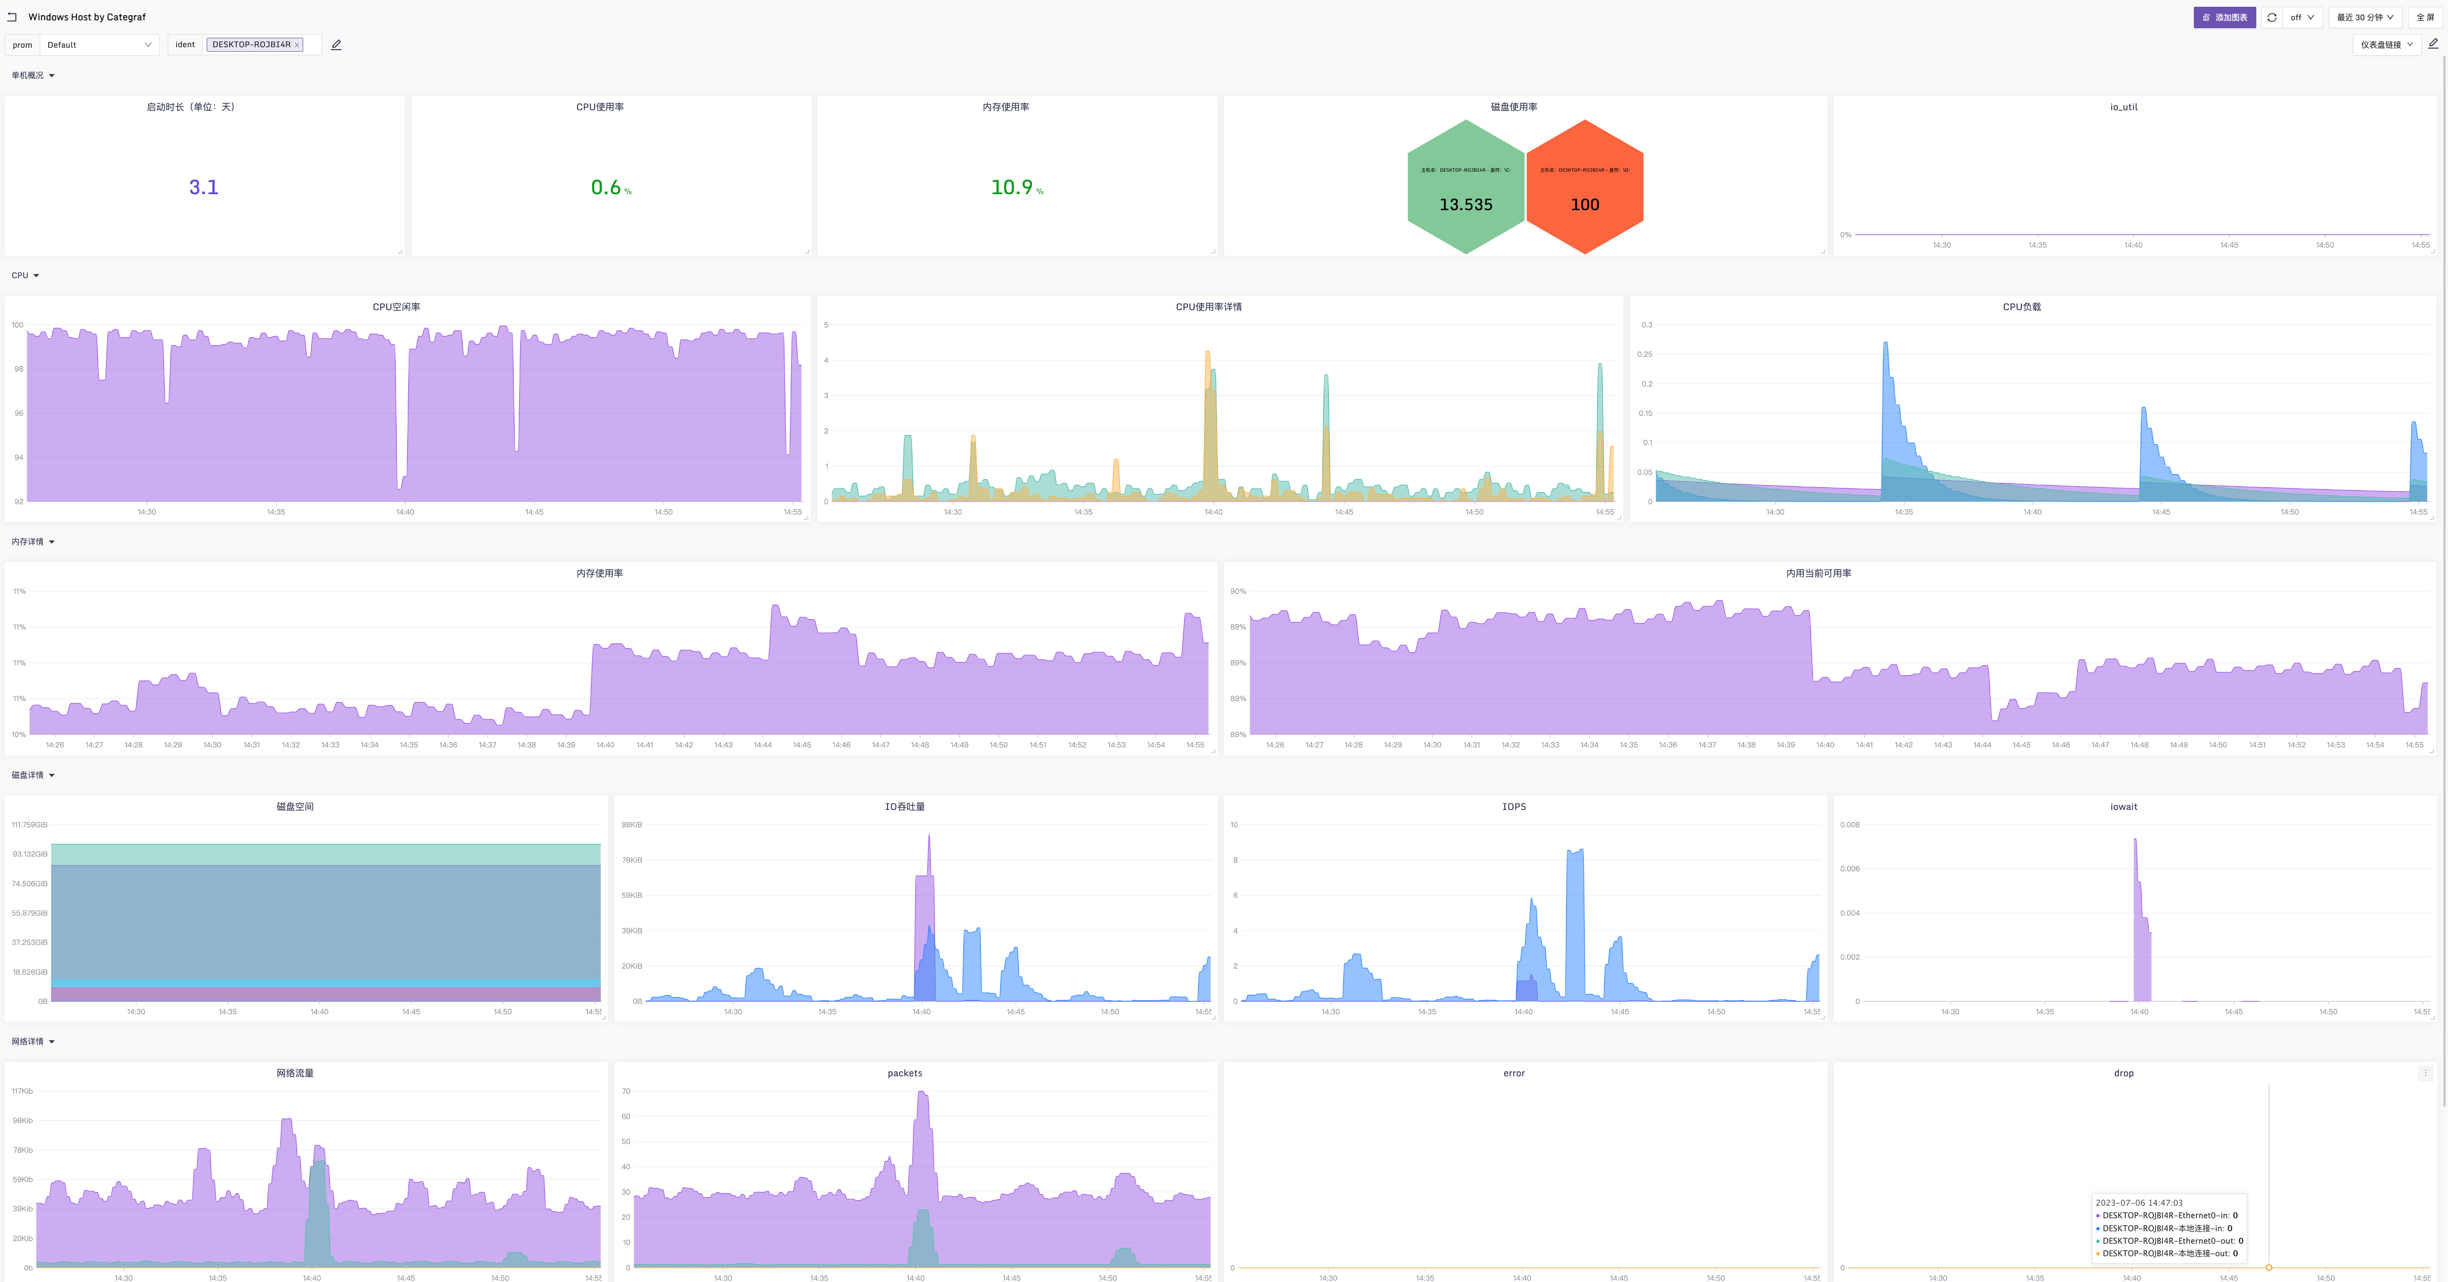 Windows Host by Categraf
添加图表
off
最近 30 分钟
全 屏
prom Default
ident DESKTOP-ROJBI4R
仪表盘链接
单机概况
启动时长（单位：天）
3.1
CPU使用率
0.6 %
内存使用率
10.9 %
磁盘使用率
主机名：DESKTOP-ROJBI4R - 盘符：\C:
13.535
主机名：DESKTOP-ROJBI4R - 盘符：\D:
100
io_util
0%
14:30 14:35 14:40 14:45 14:50 14:55
CPU
CPU空闲率
100
98
96
94
92
14:30 14:35 14:40 14:45 14:50 14:55
CPU使用率详情
5
4
3
2
1
0
14:30 14:35 14:40 14:45 14:50 14:55
CPU负载
0.3
0.25
0.2
0.15
0.1
0.05
0
14:30 14:35 14:40 14:45 14:50 14:55
内存详情
内存使用率
11%
11%
11%
11%
10%
14:26 14:27 14:28 14:29 14:30 14:31 14:32 14:33 14:34 14:35 14:36 14:37 14:38 14:39 14:40 14:41 14:42 14:43 14:44 14:45 14:46 14:47 14:48 14:49 14:50 14:51 14:52 14:53 14:54 14:55
内用当前可用率
90%
89%
89%
89%
89%
14:26 14:27 14:28 14:29 14:30 14:31 14:32 14:33 14:34 14:35 14:36 14:37 14:38 14:39 14:40 14:41 14:42 14:43 14:44 14:45 14:46 14:47 14:48 14:49 14:50 14:51 14:52 14:53 14:54 14:55
磁盘详情
磁盘空间
111.759GiB
93.132GiB
74.506GiB
55.879GiB
37.253GiB
18.626GiB
0B
14:30 14:35 14:40 14:45 14:50 14:55
IO吞吐量
98KiB
78KiB
59KiB
39KiB
20KiB
0B
14:30 14:35 14:40 14:45 14:50 14:55
IOPS
10
8
6
4
2
0
14:30 14:35 14:40 14:45 14:50 14:55
iowait
0.008
0.006
0.004
0.002
0
14:30 14:35 14:40 14:45 14:50 14:55
网络详情
网络流量
117Kib
98Kib
78Kib
59Kib
39Kib
20Kib
0b
14:30 14:35 14:40 14:45 14:50 14:55
packets
70
60
50
40
30
20
10
0
14:30 14:35 14:40 14:45 14:50 14:55
error
0
14:30 14:35 14:40 14:45 14:50 14:55
drop
2023-07-06 14:47:03
DESKTOP-ROJBI4R-Ethernet0-in: 0
DESKTOP-ROJBI4R-本地连接-in: 0
DESKTOP-ROJBI4R-Ethernet0-out: 0
DESKTOP-ROJBI4R-本地连接-out: 0
0
14:30 14:35 14:40 14:45 14:50 14:55